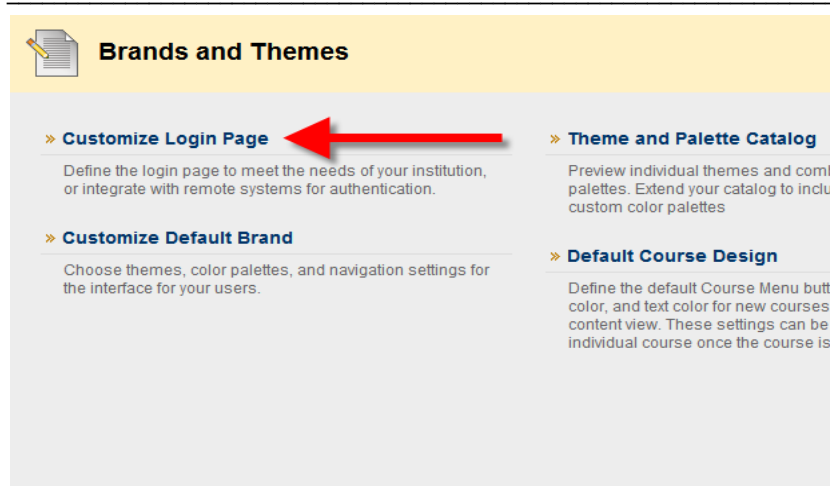 Brands and Themes
» Customize Login Page
Define the login page to meet the needs of your institution,
or integrate with remote systems for authentication.
» Customize Default Brand
Choose themes, color palettes, and navigation settings for
the interface for your users.
» Theme and Palette Catalog
Preview individual themes and
palettes. Extend your catalog to
custom color palettes
» Default Course Design
Define the default Course Menu
color, and text color for new courses
content view. These settings can be
individual course once the course is